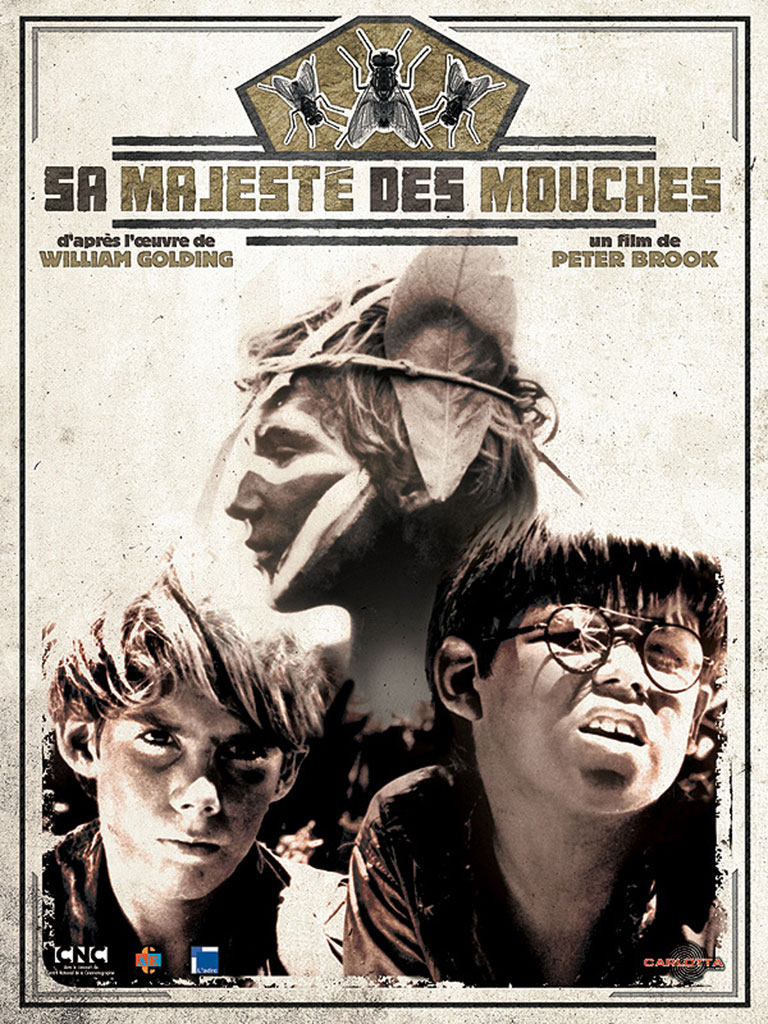 SA MAJESTÉ DES MOUCHES
d'après l'œuvre de
WILLIAM GOLDING
un film de
PETER BROOK
CNC
CARLOTTA